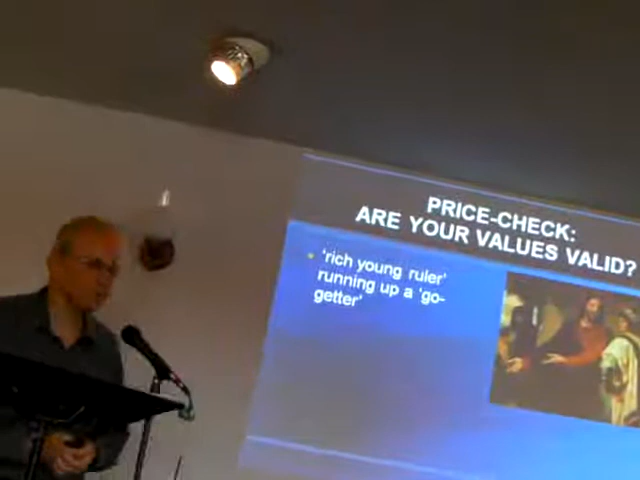 PRICE-CHECK:
ARE YOUR VALUES VALID?
'rich young ruler'
running up a 'go-
getter'